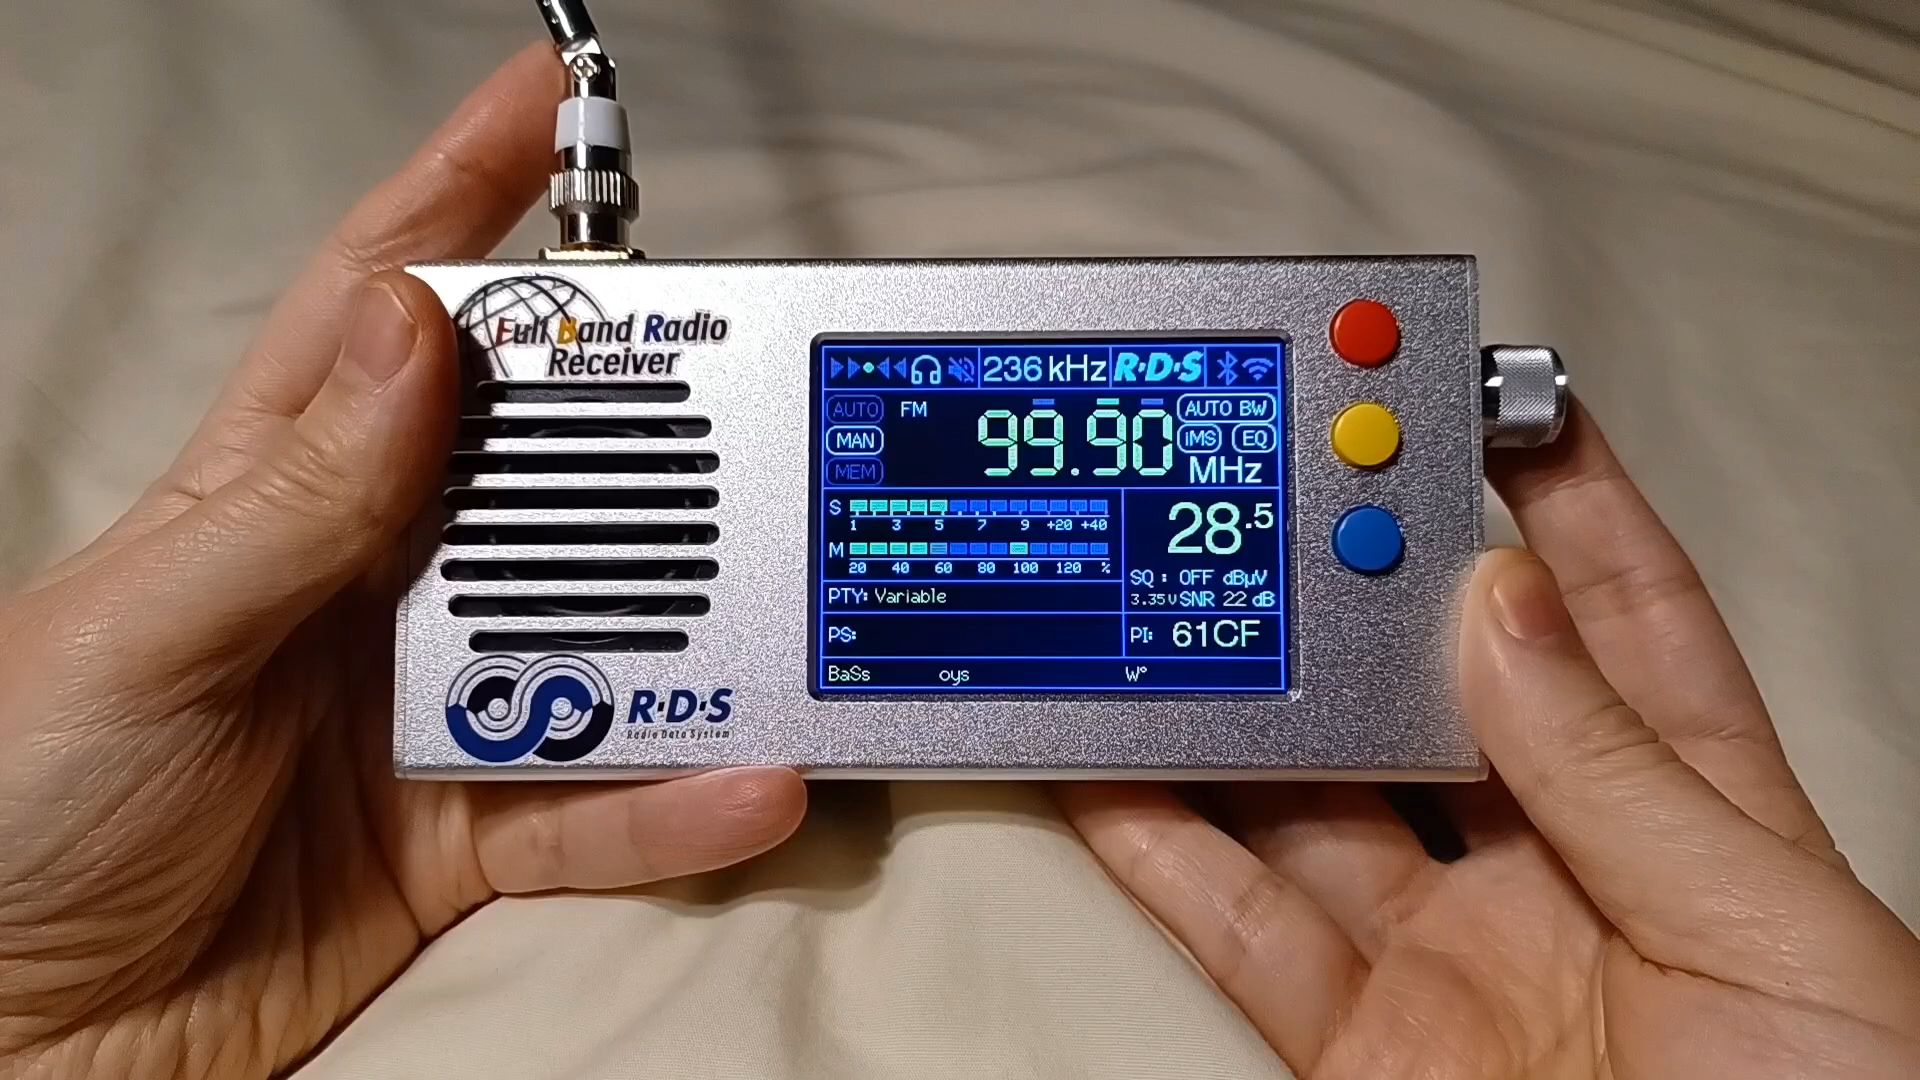 Full Band Radio
Receiver
236 kHz R·D·S
AUTO FM 99.90 AUTO BW
MAN iMS EQ
MEM MHz
S
1 3 5 7 9 +20 +40
28.5
M
20 40 60 80 100 120 %
SQ : OFF dBµV
3.35V SNR 22 dB
PTY: Variable
PS:
PI: 61CF
BaSs oys W°
R·D·S
Radio Data System